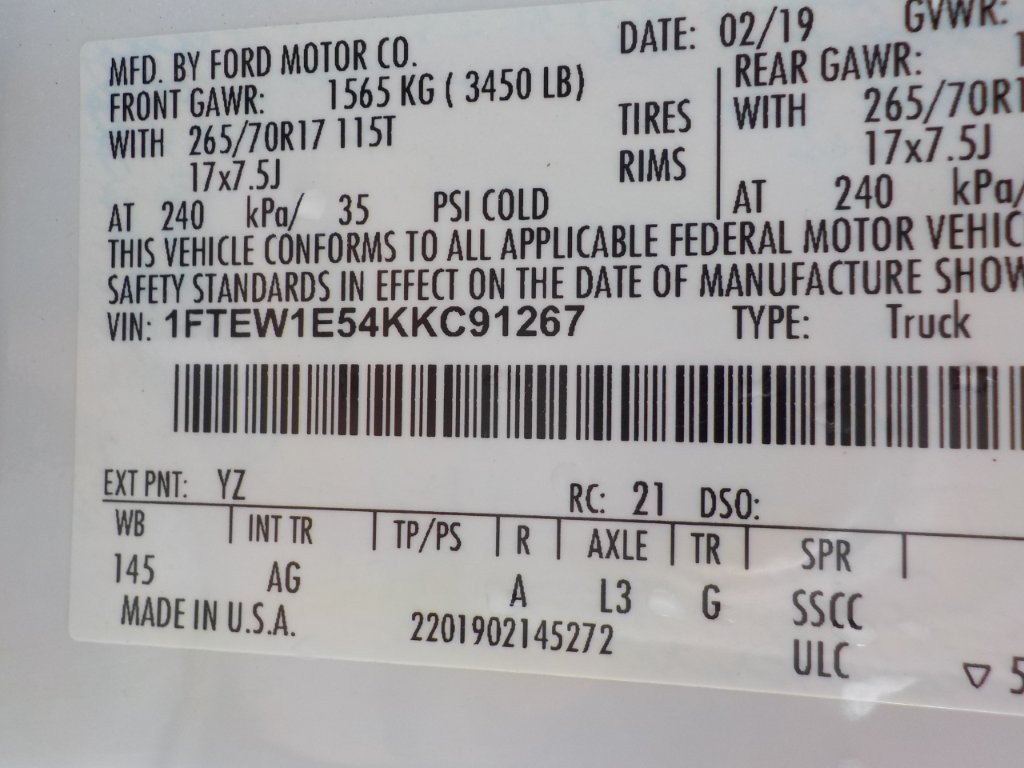 MFD. BY FORD MOTOR CO. DATE: 02/19 GVWR:
FRONT GAWR: 1565 KG ( 3450 LB) REAR GAWR:
WITH 265/70R17 115T TIRES WITH 265/70R1
17x7.5J RIMS 17x7.5J
AT 240 kPa/ 35 PSI COLD AT 240 kPa/
THIS VEHICLE CONFORMS TO ALL APPLICABLE FEDERAL MOTOR VEHIC
SAFETY STANDARDS IN EFFECT ON THE DATE OF MANUFACTURE SHOW
VIN: 1FTEW1E54KKC91267 TYPE: Truck
EXT PNT: YZ RC: 21 DSO:
WB INT TR TP/PS R AXLE TR SPR
145 AG A L3 G SSCC
MADE IN U.S.A. 2201902145272 ULC
▽ 5